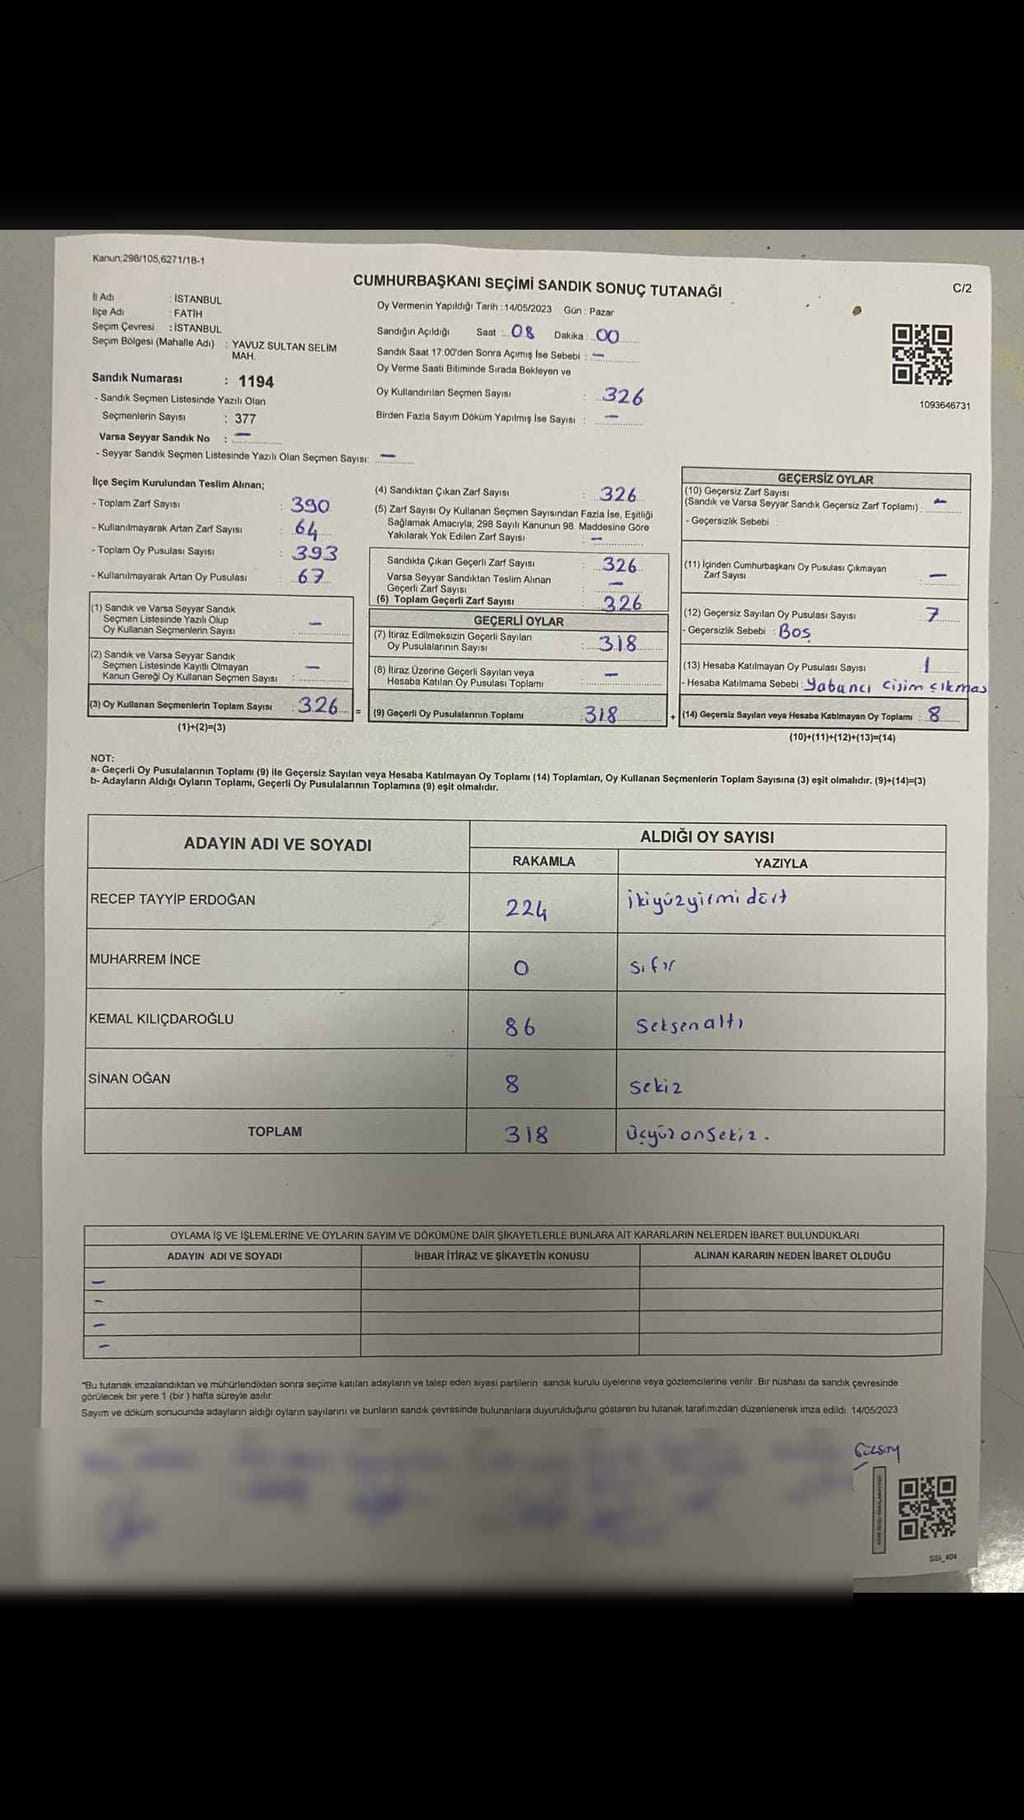 Kanun,298/105,6271/18-1
CUMHURBAŞKANI SEÇİMİ SANDIK SONUÇ TUTANAĞI
C/2
İl Adı : İSTANBUL
İlçe Adı : FATİH
Seçim Çevresi : İSTANBUL
Seçim Bölgesi (Mahalle Adı) : YAVUZ SULTAN SELİM
MAH.
Sandık Numarası : 1194
- Sandık Seçmen Listesinde Yazılı Olan
Seçmenlerin Sayısı : 377
Varsa Seyyar Sandık No : –
- Seyyar Sandık Seçmen Listesinde Yazılı Olan Seçmen Sayısı: –
Oy Vermenin Yapıldığı Tarih : 14/05/2023 Gün : Pazar
Sandığın Açıldığı Saat : 08 Dakika : 00
Sandık Saat 17:00'den Sonra Açımış İse Sebebi : –
Oy Verme Saati Bitiminde Sırada Bekleyen ve
Oy Kullandırılan Seçmen Sayısı : 326
Birden Fazla Sayım Döküm Yapılmış İse Sayısı : –
1093646731
İlçe Seçim Kurulundan Teslim Alınan;
- Toplam Zarf Sayısı : 390
- Kullanılmayarak Artan Zarf Sayısı : 64
- Toplam Oy Pusulası Sayısı : 393
- Kullanılmayarak Artan Oy Pusulası : 67
(1) Sandık ve Varsa Seyyar Sandık
Seçmen Listesinde Yazılı Olup
Oy Kullanan Seçmenlerin Sayısı : –
(2) Sandık ve Varsa Seyyar Sandık
Seçmen Listesinde Kayıtlı Olmayan
Kanun Gereği Oy Kullanan Seçmen Sayısı : –
(3) Oy Kullanan Seçmenlerin Toplam Sayısı : 326 =
(1)+(2)=(3)
(4) Sandıktan Çıkan Zarf Sayısı : 326
(5) Zarf Sayısı Oy Kullanan Seçmen Sayısından Fazla İse, Eşitliği
Sağlamak Amacıyla, 298 Sayılı Kanunun 98. Maddesine Göre
Yakılarak Yok Edilen Zarf Sayısı : –
Sandıkta Çıkan Geçerli Zarf Sayısı : 326
Varsa Seyyar Sandıktan Teslim Alınan
Geçerli Zarf Sayısı : –
(6) Toplam Geçerli Zarf Sayısı : 326
GEÇERLİ OYLAR
(7) İtiraz Edilmeksizin Geçerli Sayılan
Oy Pusulalarının Sayısı : 318
(8) İtiraz Üzerine Geçerli Sayılan veya
Hesaba Katılan Oy Pusulası Toplamı : –
(9) Geçerli Oy Pusulalarının Toplamı : 318 +
GEÇERSİZ OYLAR
(10) Geçersiz Zarf Sayısı
(Sandık ve Varsa Seyyar Sandık Geçersiz Zarf Toplamı) : –
- Geçersizlik Sebebi :
(11) İçinden Cumhurbaşkanı Oy Pusulası Çıkmayan
Zarf Sayısı : –
(12) Geçersiz Sayılan Oy Pusulası Sayısı : 7
- Geçersizlik Sebebi : Boş
(13) Hesaba Katılmayan Oy Pusulası Sayısı : 1
- Hesaba Katılmama Sebebi : Yabancı cisim çıkması
(14) Geçersiz Sayılan veya Hesaba Katılmayan Oy Toplamı : 8
(10)+(11)+(12)+(13)=(14)
NOT:
a- Geçerli Oy Pusulalarının Toplamı (9) ile Geçersiz Sayılan veya Hesaba Katılmayan Oy Toplamı (14) Toplamları, Oy Kullanan Seçmenlerin Toplam Sayısına (3) eşit olmalıdır. (9)+(14)=(3)
b- Adayların Aldığı Oyların Toplamı, Geçerli Oy Pusulalarının Toplamına (9) eşit olmalıdır.
ADAYIN ADI VE SOYADI ALDIĞI OY SAYISI
RAKAMLA YAZIYLA
RECEP TAYYİP ERDOĞAN 224 ikiyüzyirmi dört
MUHARREM İNCE 0 sıfır
KEMAL KILIÇDAROĞLU 86 seksenaltı
SİNAN OĞAN 8 sekiz
TOPLAM 318 üçyüzonsekiz.
OYLAMA İŞ VE İŞLEMLERİNE VE OYLARIN SAYIM VE DÖKÜMÜNE DAİR ŞİKAYETLERLE BUNLARA AİT KARARLARIN NELERDEN İBARET BULUNDUKLARI
ADAYIN ADI VE SOYADI İHBAR İTİRAZ VE ŞİKAYETİN KONUSU ALINAN KARARIN NEDEN İBARET OLDUĞU
–
–
–
–
*Bu tutanak imzalandıktan ve mühürlendikten sonra seçime katılan adayların ve talep eden siyasi partilerin sandık kurulu üyelerine veya gözlemcilerine verilir. Bir nüshası da sandık çevresinde
görülecek bir yere 1 (bir ) hafta süreyle asılır.
Sayım ve döküm sonucunda adayların aldığı oyların sayılarını ve bunların sandık çevresinde bulunanlara duyurulduğunu gösteren bu tutanak tarafımızdan düzenlenerek imza edildi. 14/05/2023
SSI_404